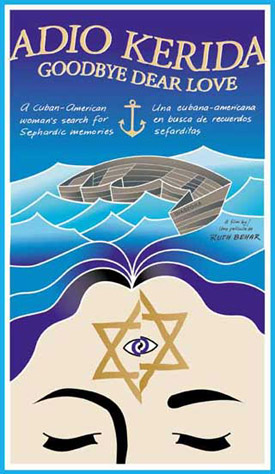 ADIO KERIDA
GOODBYE DEAR LOVE
A Cuban-American
woman's search for
Sephardic memories
Una cubana-americana
en busca de recuerdos
sefarditas
A film by/
Una película de
RUTH BEHAR